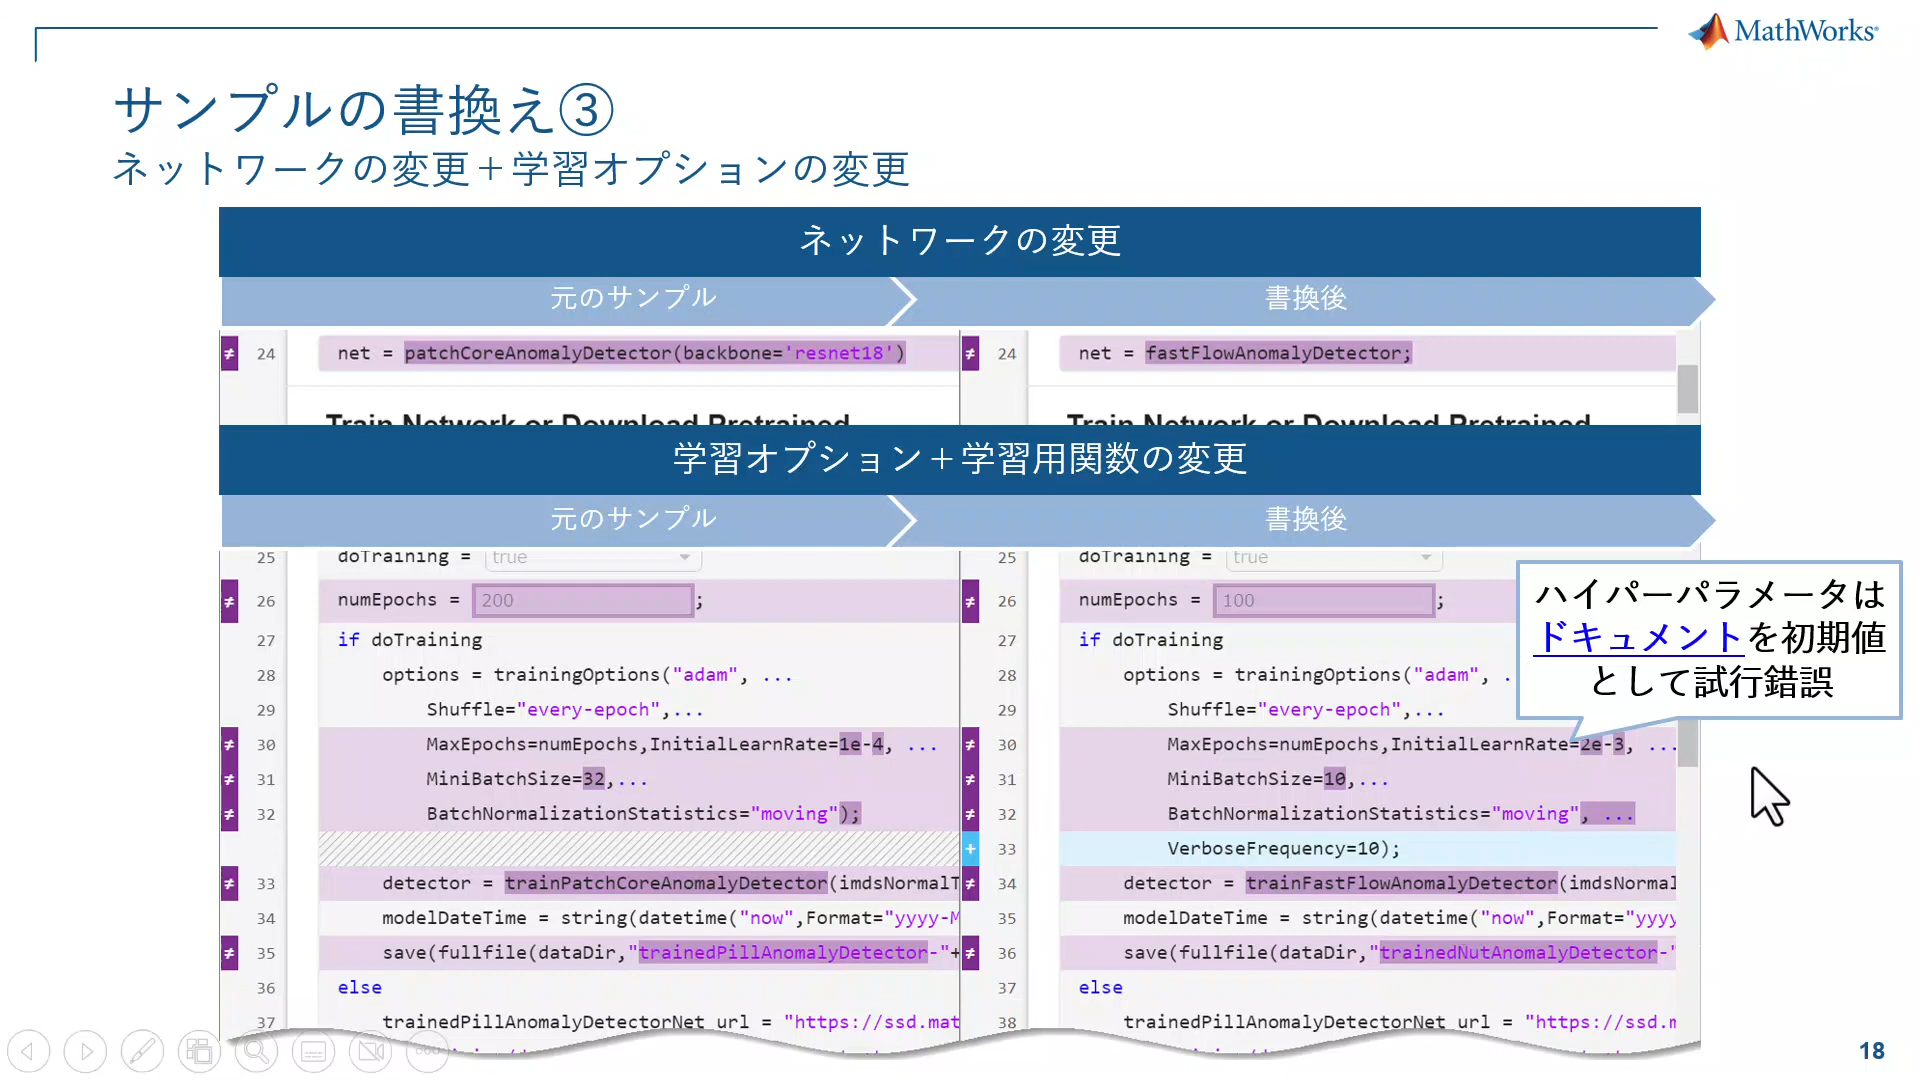 MathWorks
サンプルの書換え③
ネットワークの変更＋学習オプションの変更
ネットワークの変更
元のサンプル
書換後
≠ 24 net = patchCoreAnomalyDetector(backbone='resnet18')
≠ 24 net = fastFlowAnomalyDetector;
Train Network or Download Pretrained
Train Network or Download Pretrained
学習オプション＋学習用関数の変更
元のサンプル
書換後
25 doTraining = true
≠ 26 numEpochs = 200 ;
27 if doTraining
28 options = trainingOptions("adam", ...
29 Shuffle="every-epoch",...
≠ 30 MaxEpochs=numEpochs,InitialLearnRate=1e-4, ...
≠ 31 MiniBatchSize=32,...
≠ 32 BatchNormalizationStatistics="moving");
≠ 33 detector = trainPatchCoreAnomalyDetector(imdsNormalT
34 modelDateTime = string(datetime("now",Format="yyyy-M
≠ 35 save(fullfile(dataDir,"trainedPillAnomalyDetector-"+
36 else
37 trainedPillAnomalyDetectorNet_url = "https://ssd.mat
25 doTraining = true
≠ 26 numEpochs = 100 ;
27 if doTraining
28 options = trainingOptions("adam", .
29 Shuffle="every-epoch",...
≠ 30 MaxEpochs=numEpochs,InitialLearnRate=2e-3, ...
≠ 31 MiniBatchSize=10,...
≠ 32 BatchNormalizationStatistics="moving", ...
+ 33 VerboseFrequency=10);
≠ 34 detector = trainFastFlowAnomalyDetector(imdsNormal
35 modelDateTime = string(datetime("now",Format="yyyy
≠ 36 save(fullfile(dataDir,"trainedNutAnomalyDetector-"
37 else
38 trainedPillAnomalyDetectorNet_url = "https://ssd.m
ハイパーパラメータは
ドキュメントを初期値
として試行錯誤
18